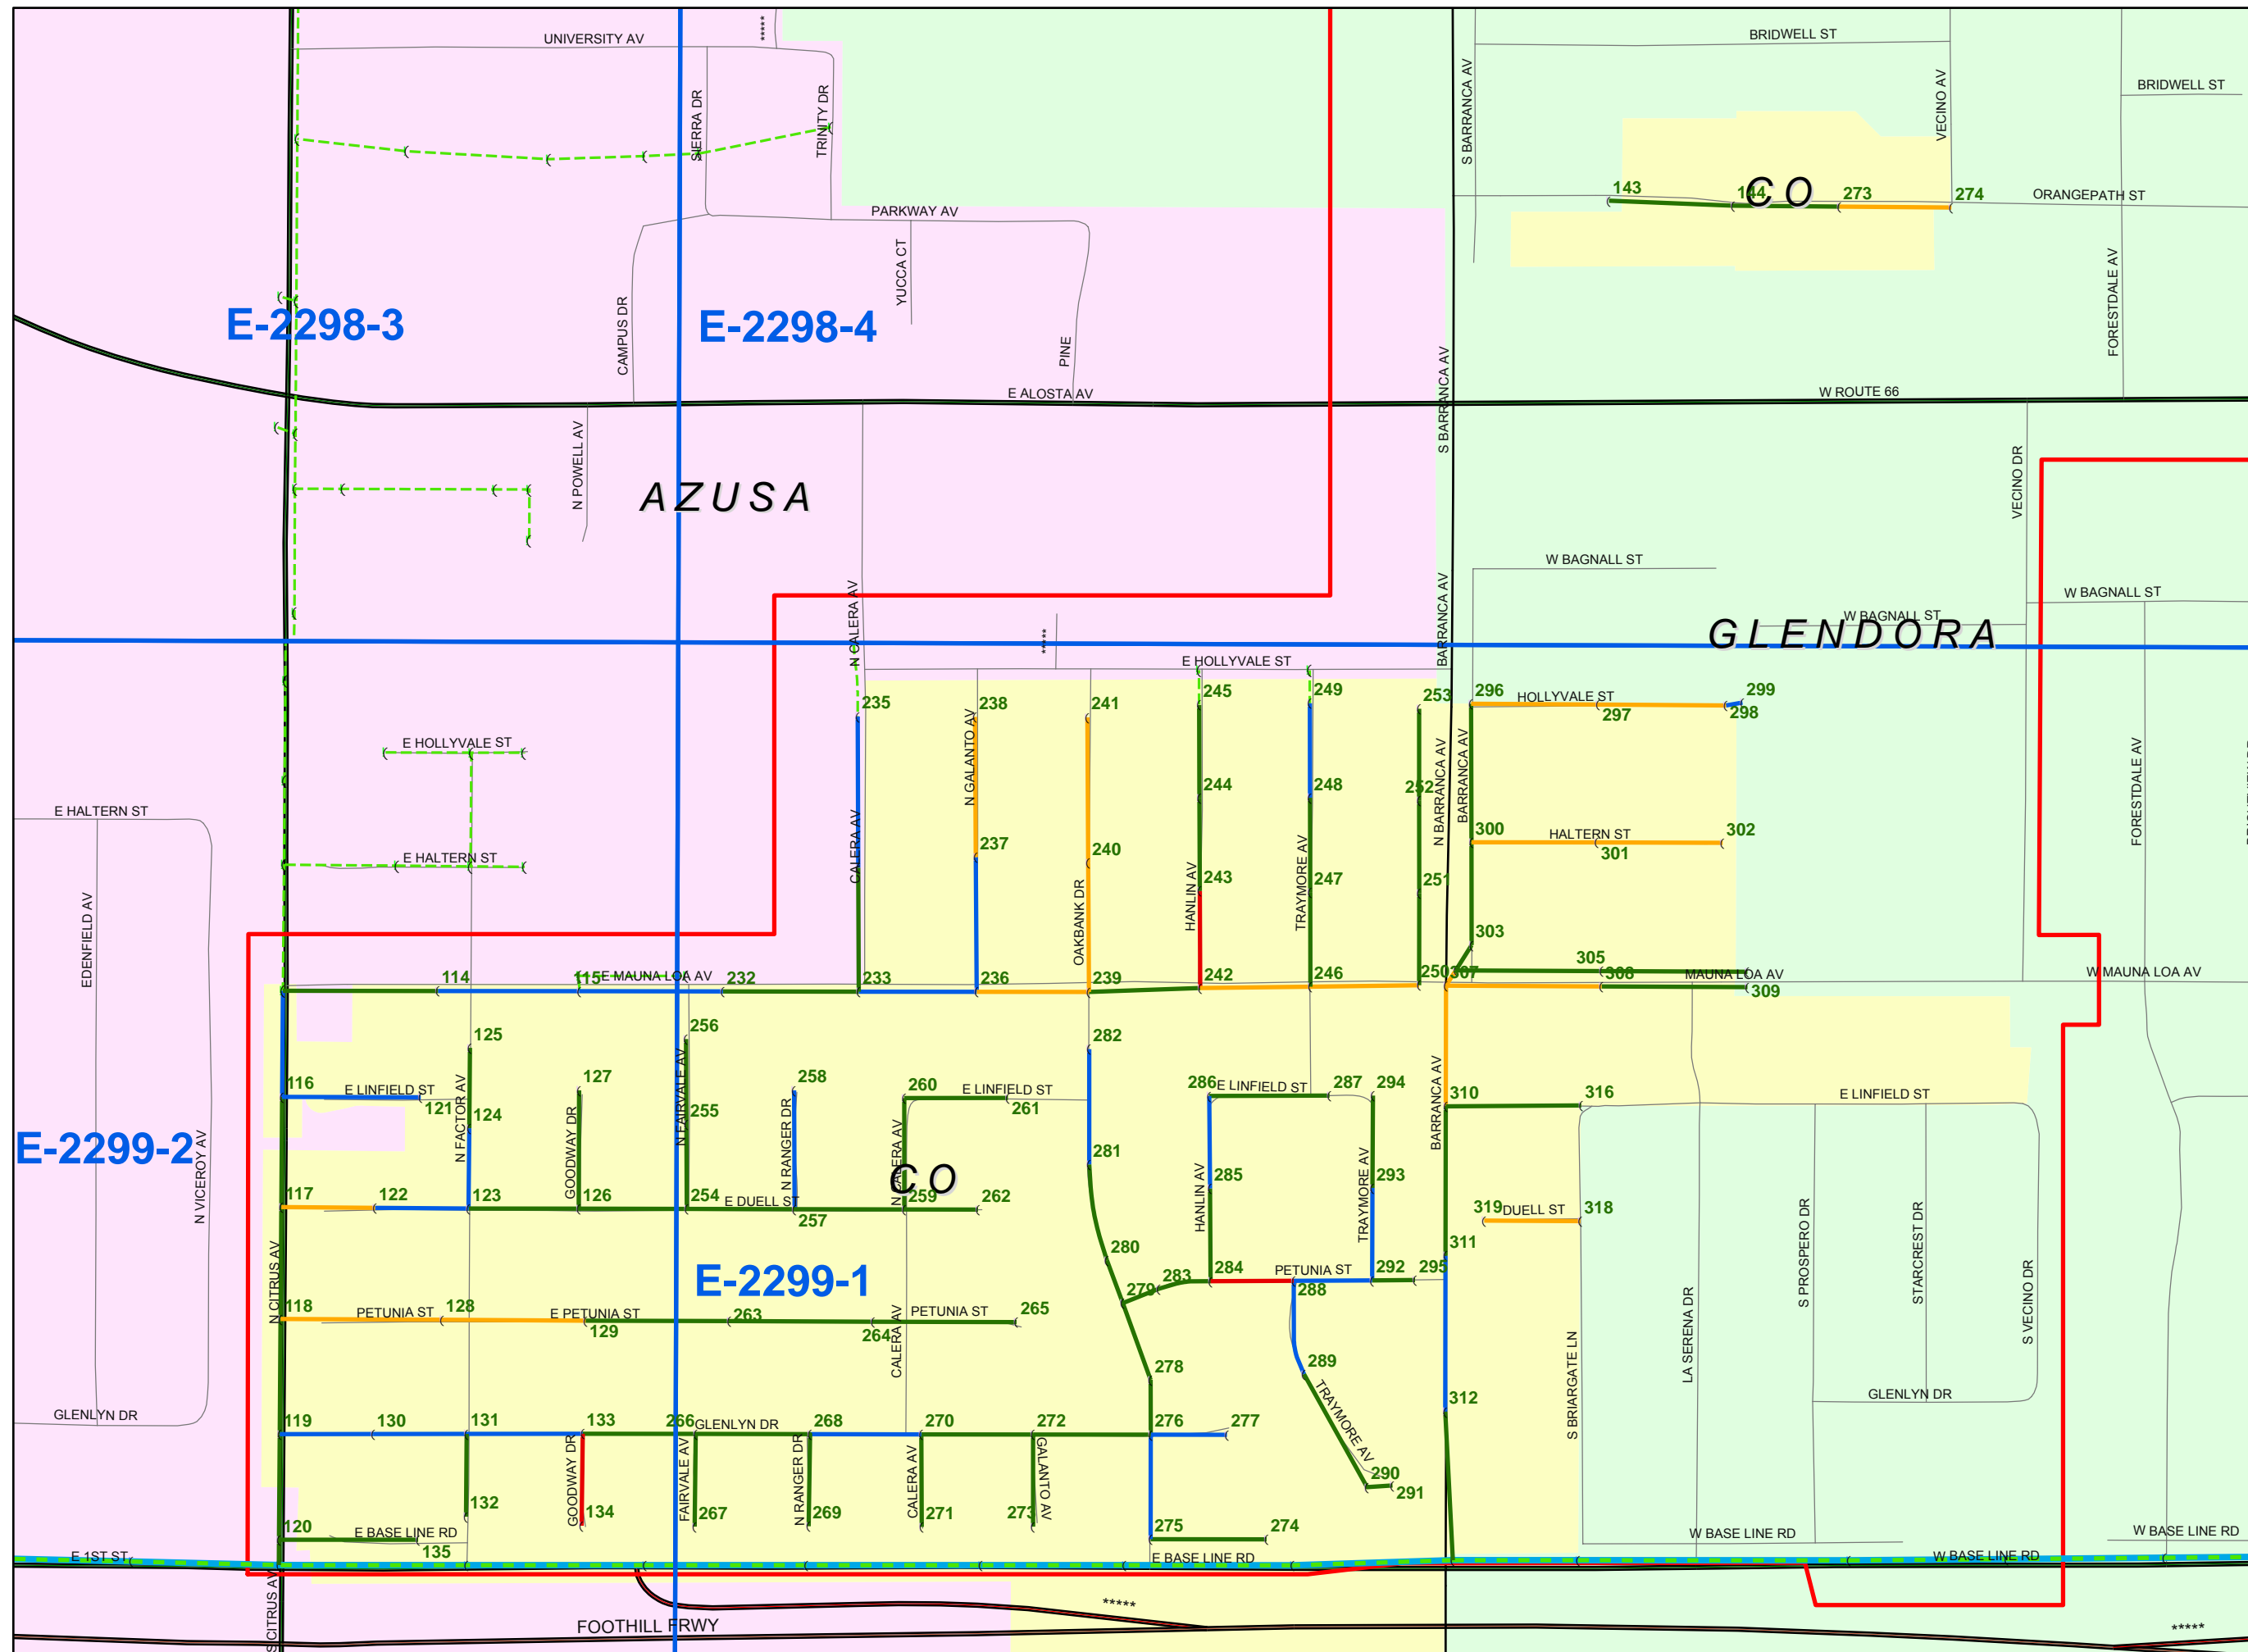 UNIVERSITY AV
*****
SIERRA DR
TRINITY DR
S BARRANCA AV
BRIDWELL ST
VECINO AV
BRIDWELL ST
143
144
CO
273
274
ORANGEPATH ST
PARKWAY AV
YUCCA CT
CAMPUS DR
PINE
FORESTDALE AV
E-2298-3
E-2298-4
E ALOSTA AV
S BARRANCA AV
W ROUTE 66
N POWELL AV
AZUSA
VECINO DR
W BAGNALL ST
W BAGNALL ST
W BAGNALL ST
N CALERA AV
*****
BARRANCA AV
GLENDORA
E HOLLYVALE ST
235
238
241
245
249
253
296
HOLLYVALE ST
297
298
299
E HOLLYVALE ST
N GALANTO AV
N BARRANCA AV
BARRANCA AV
FORESTDALE AV
E HALTERN ST
244
248
252
300
HALTERN ST
301
302
E HALTERN ST
CALERA AV
237
240
243
247
251
HANLIN AV
TRAYMORE AV
OAKBANK DR
EDENFIELD AV
303
114
115
E MAUNA LOA AV
232
233
236
239
242
246
250
307
305
308
MAUNA LOA AV
309
W MAUNA LOA AV
125
256
282
116
E LINFIELD ST
121
N FACTOR AV
124
127
GOODWAY DR
N FAIRVALE AV
255
258
N RANGER DR
260
E LINFIELD ST
261
286
E LINFIELD ST
287
294
BARRANCA AV
310
316
E LINFIELD ST
E-2299-2
N VICEROY AV
CO
N CALERA AV
281
285
HANLIN AV
293
TRAYMORE AV
117
122
123
126
254
E DUELL ST
257
259
262
319
DUELL ST
318
S PROSPERO DR
STARCREST DR
S VECINO DR
N CITRUS AV
E-2299-1
280
279
283
284
PETUNIA ST
288
292
295
311
118
PETUNIA ST
128
E PETUNIA ST
129
263
264
PETUNIA ST
265
CALERA AV
LA SERENA DR
S BRIARGATE LN
278
289
TRAYMORE AV
312
GLENLYN DR
GLENLYN DR
119
130
131
133
266
GLENLYN DR
268
270
272
276
277
GOODWAY DR
FAIRVALE AV
N RANGER DR
CALERA AV
GALANTO AV
290
291
132
134
267
269
271
273
120
E BASE LINE RD
135
275
274
W BASE LINE RD
W BASE LINE RD
E 1ST ST
E BASE LINE RD
W BASE LINE RD
S CITRUS AV
*****
FOOTHILL FRWY
*****